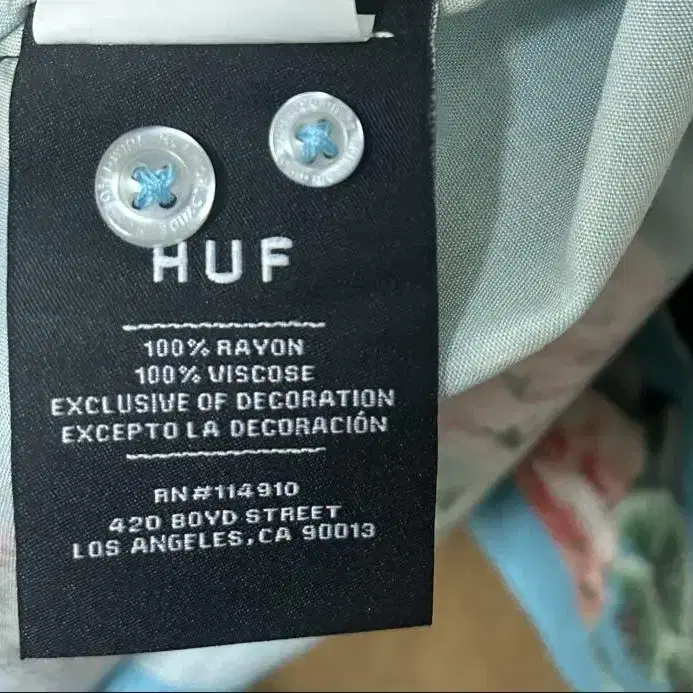 HUF
100% RAYON
100% VISCOSE
EXCLUSIVE OF DECORATION
EXCEPTO LA DECORACIÓN
RN#114910
420 BOYD STREET
LOS ANGELES, CA 90013